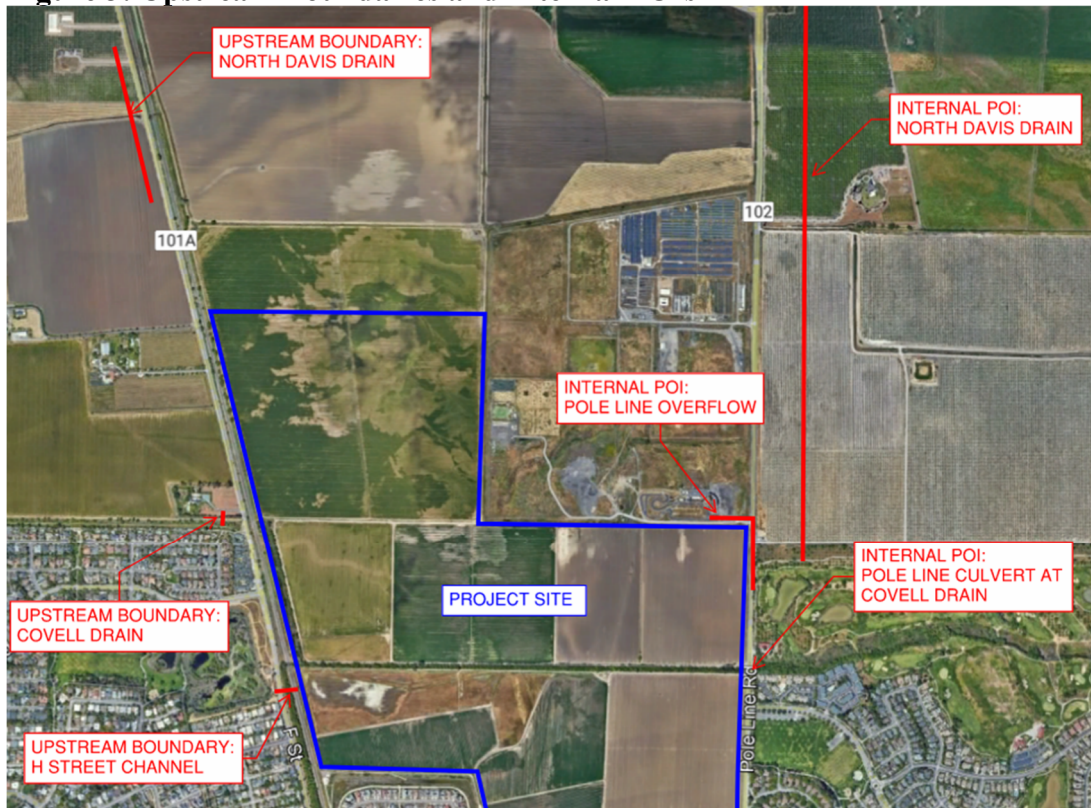 UPSTREAM BOUNDARY:
NORTH DAVIS DRAIN
INTERNAL POI:
NORTH DAVIS DRAIN
102
101A
INTERNAL POI:
POLE LINE OVERFLOW
INTERNAL POI:
POLE LINE CULVERT AT
COVELL DRAIN
PROJECT SITE
UPSTREAM BOUNDARY:
COVELL DRAIN
Pole Line Rd
F St
UPSTREAM BOUNDARY:
H STREET CHANNEL